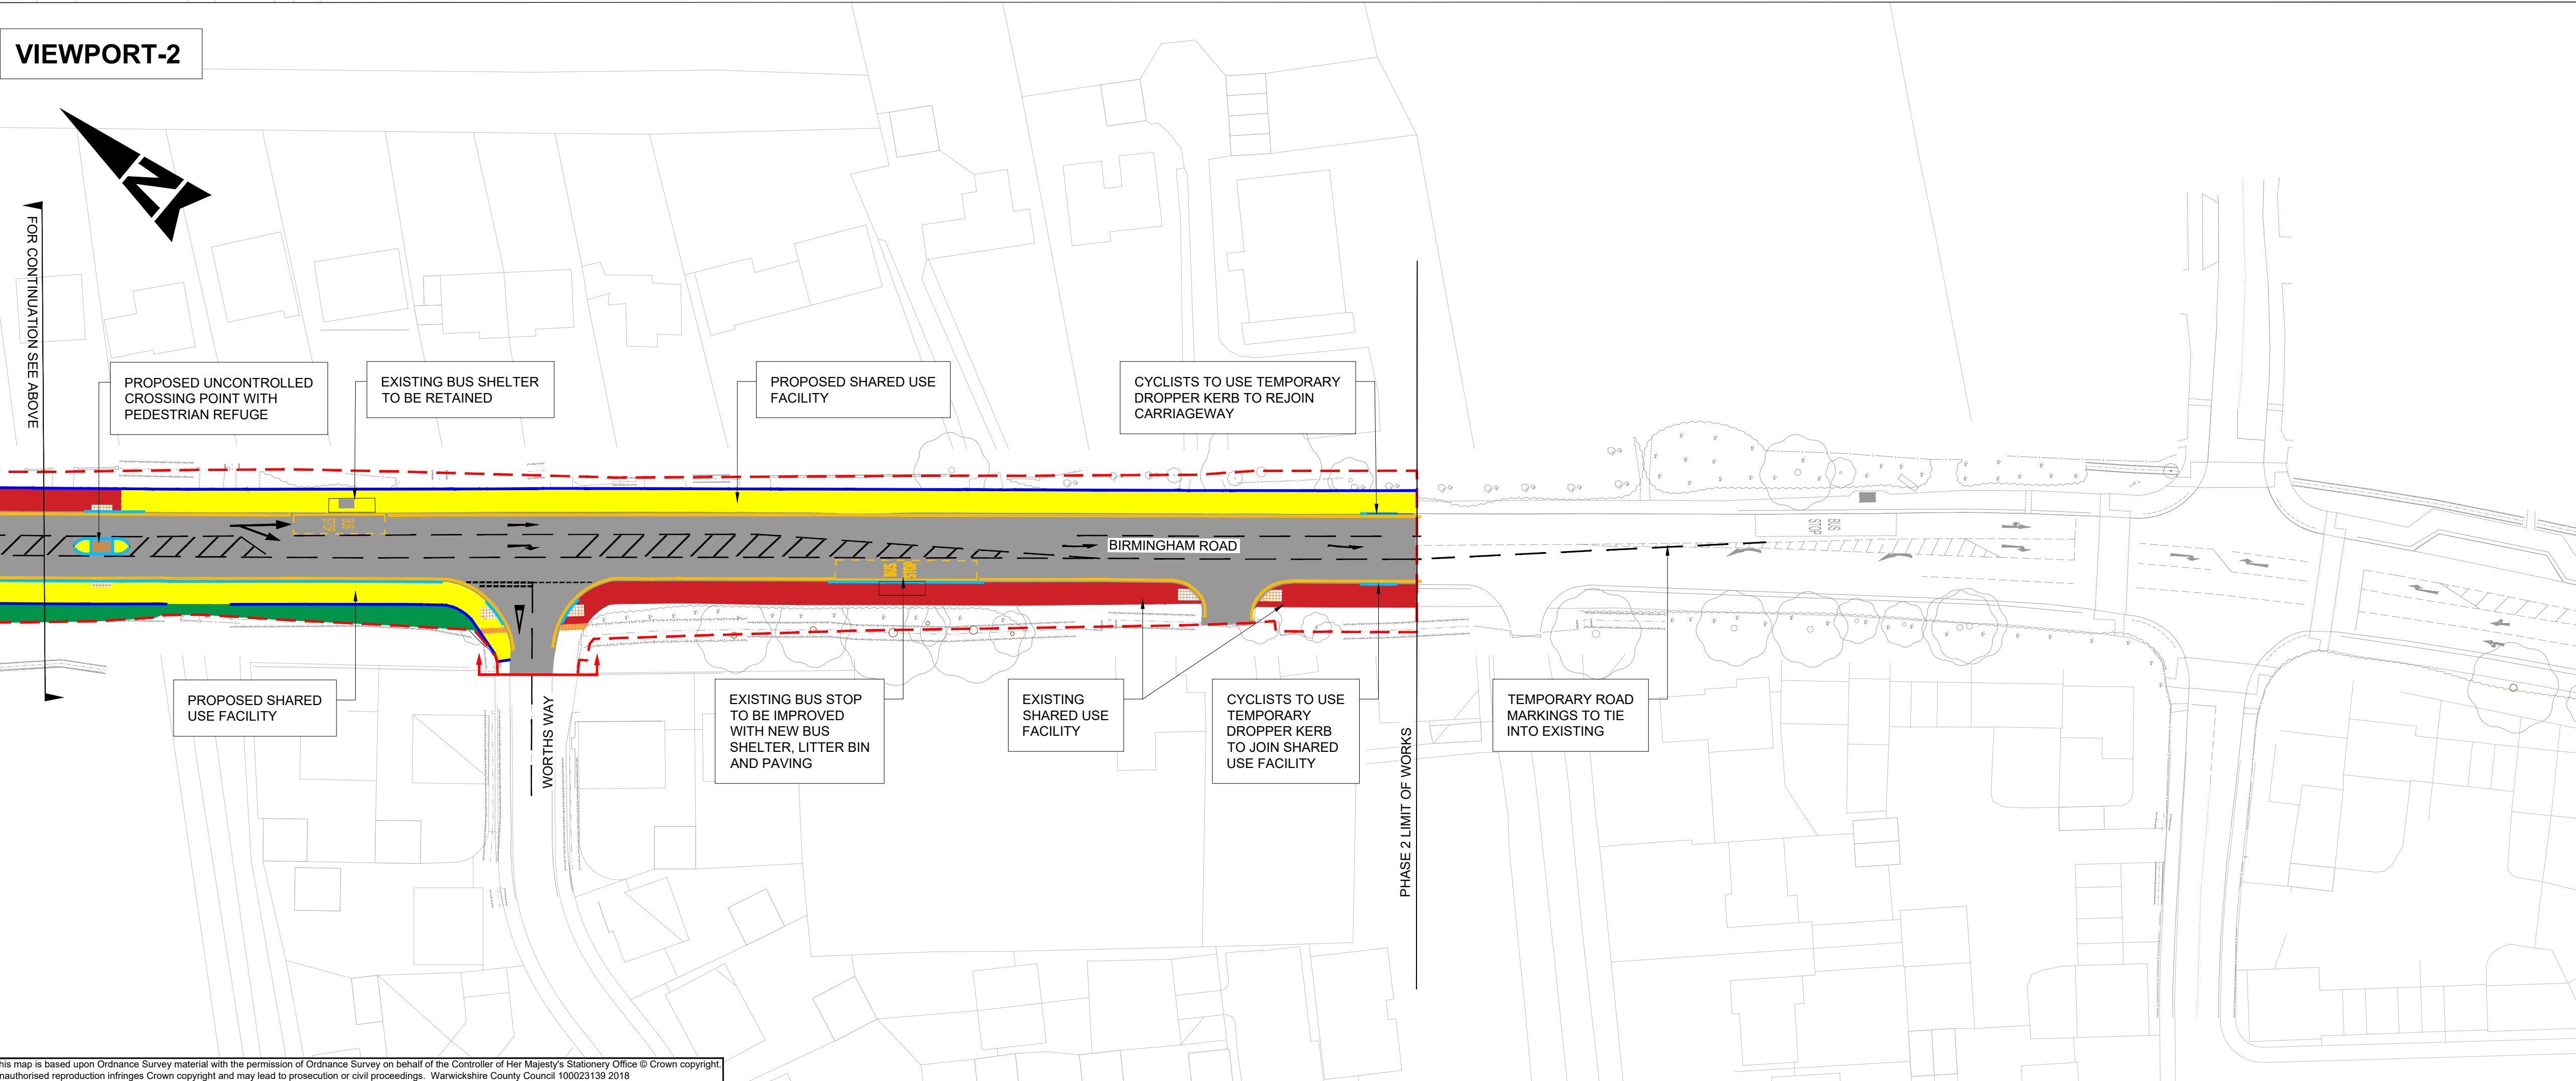 VIEWPORT-2
N
FOR CONTINUATION SEE ABOVE
PROPOSED UNCONTROLLED
CROSSING POINT WITH
PEDESTRIAN REFUGE
EXISTING BUS SHELTER
TO BE RETAINED
PROPOSED SHARED USE
FACILITY
CYCLISTS TO USE TEMPORARY
DROPPER KERB TO REJOIN
CARRIAGEWAY
BUS
STOP
BUS
STOP
BIRMINGHAM ROAD
BUS
STOP
PROPOSED SHARED
USE FACILITY
WORTHS WAY
EXISTING BUS STOP
TO BE IMPROVED
WITH NEW BUS
SHELTER, LITTER BIN
AND PAVING
EXISTING
SHARED USE
FACILITY
CYCLISTS TO USE
TEMPORARY
DROPPER KERB
TO JOIN SHARED
USE FACILITY
PHASE 2 LIMIT OF WORKS
TEMPORARY ROAD
MARKINGS TO TIE
INTO EXISTING
his map is based upon Ordnance Survey material with the permission of Ordnance Survey on behalf of the Controller of Her Majesty's Stationery Office © Crown copyright.
nauthorised reproduction infringes Crown copyright and may lead to prosecution or civil proceedings. Warwickshire County Council 100023139 2018